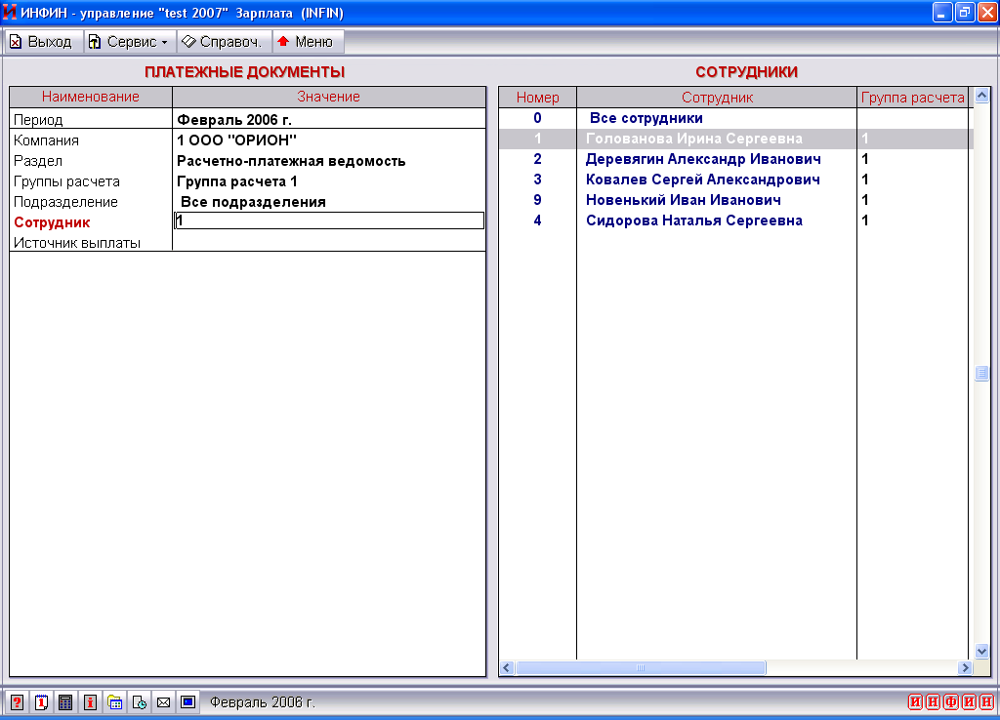 ИНФИН - управление "test 2007" Зарплата (INFIN)
Выход Сервис Справоч. Меню
ПЛАТЕЖНЫЕ ДОКУМЕНТЫ
Наименование Значение
Период Февраль 2006 г.
Компания 1 ООО "ОРИОН"
Раздел Расчетно-платежная ведомость
Группы расчета Группа расчета 1
Подразделение Все подразделения
Сотрудник 1
Источник выплаты
СОТРУДНИКИ
Номер Сотрудник Группа расчета
0 Все сотрудники
1 Голованова Ирина Сергеевна 1
2 Деревягин Александр Иванович 1
3 Ковалев Сергей Александрович 1
9 Новенький Иван Иванович 1
4 Сидорова Наталья Сергеевна 1
Февраль 2006 г.
ИНФИН